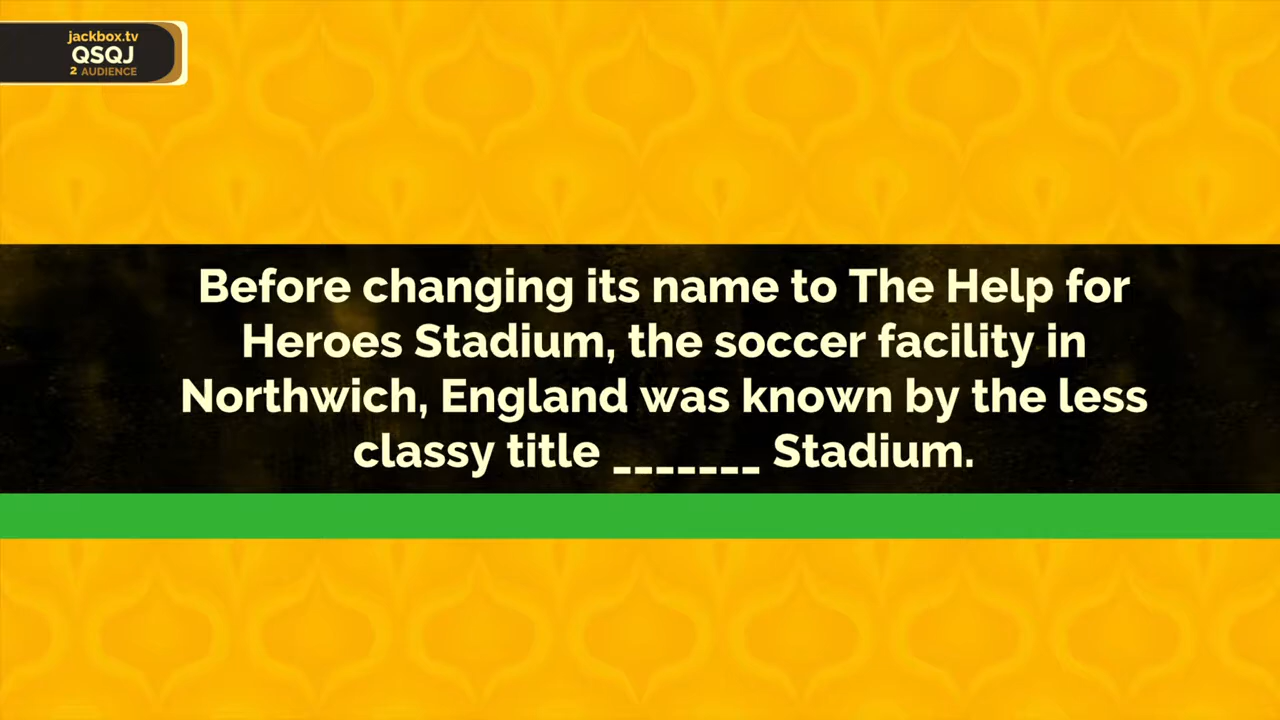 jackbox.tv
QSQJ
2 AUDIENCE
Before changing its name to The Help for
Heroes Stadium, the soccer facility in
Northwich, England was known by the less
classy title _______ Stadium.